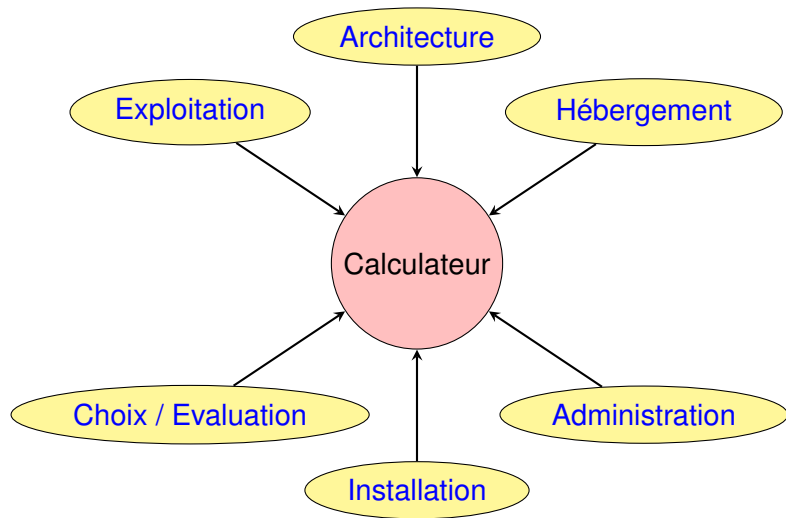 Architecture
Exploitation
Hébergement
Calculateur
Choix / Evaluation
Administration
Installation